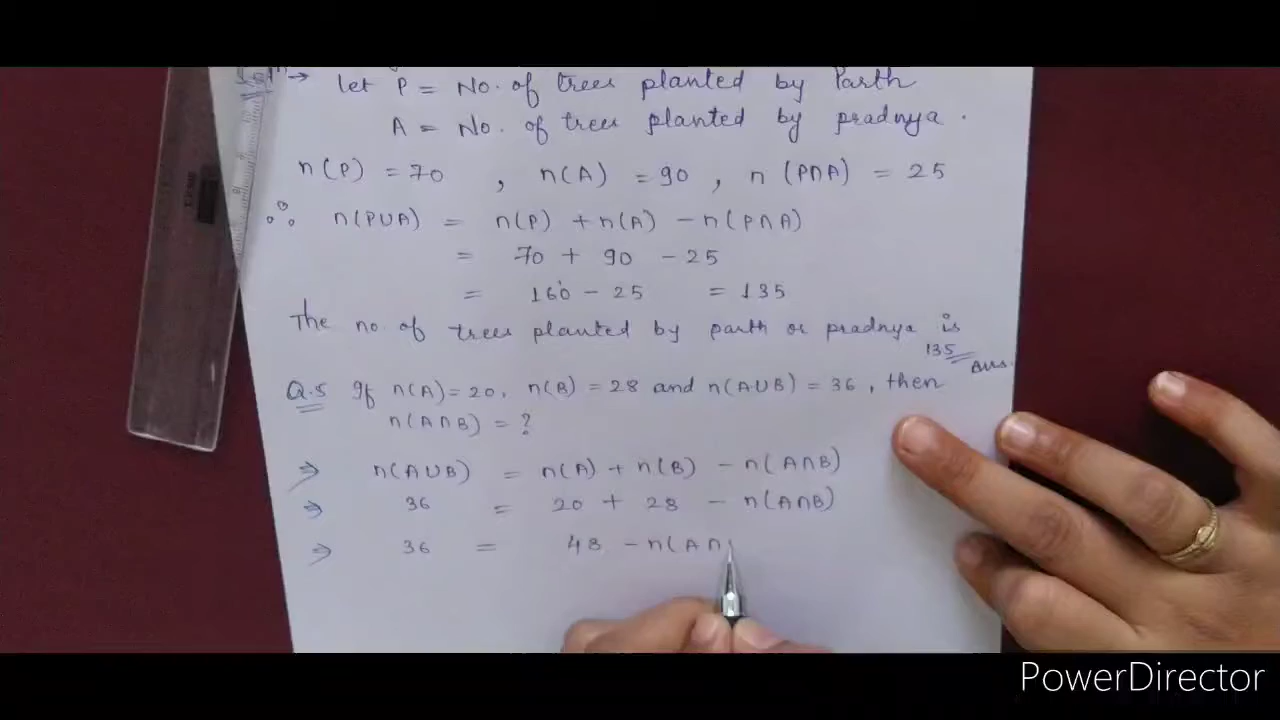 Solⁿ → let P = No. of trees planted by Parth
A = No. of trees planted by pradnya.
n(P) = 70 , n(A) = 90 , n (P∩A) = 25
∴ n(P∪A) = n(P) + n(A) - n(P∩A)
= 70 + 90 - 25
= 160 - 25 = 135
The no. of trees planted by parth or pradnya is
135 Ans.
Q.5 If n(A) = 20, n(B) = 28 and n(A∪B) = 36, then
n(A∩B) = ?
⇒ n(A∪B) = n(A) + n(B) - n(A∩B)
⇒ 36 = 20 + 28 - n(A∩B)
⇒ 36 = 48 - n(A∩
PowerDirector